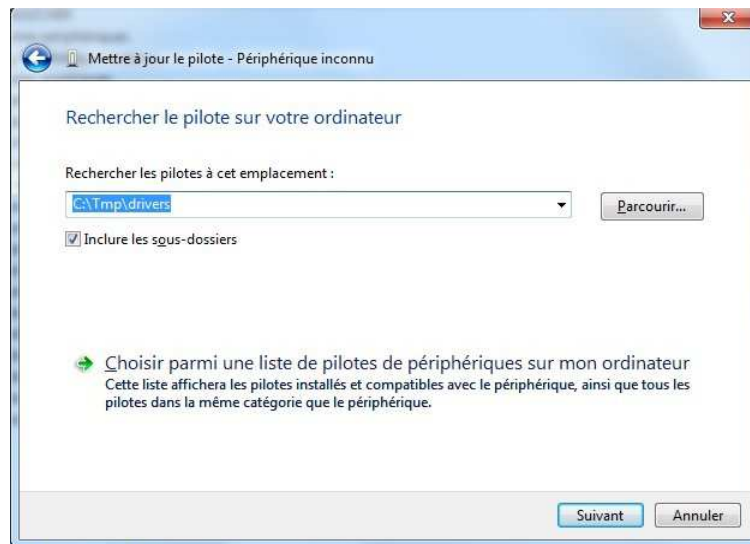 Mettre à jour le pilote - Périphérique inconnu
Rechercher le pilote sur votre ordinateur
Rechercher les pilotes à cet emplacement :
C:\Tmp\drivers
Parcourir...
Inclure les sous-dossiers
Choisir parmi une liste de pilotes de périphériques sur mon ordinateur
Cette liste affichera les pilotes installés et compatibles avec le périphérique, ainsi que tous les
pilotes dans la même catégorie que le périphérique.
Suivant
Annuler